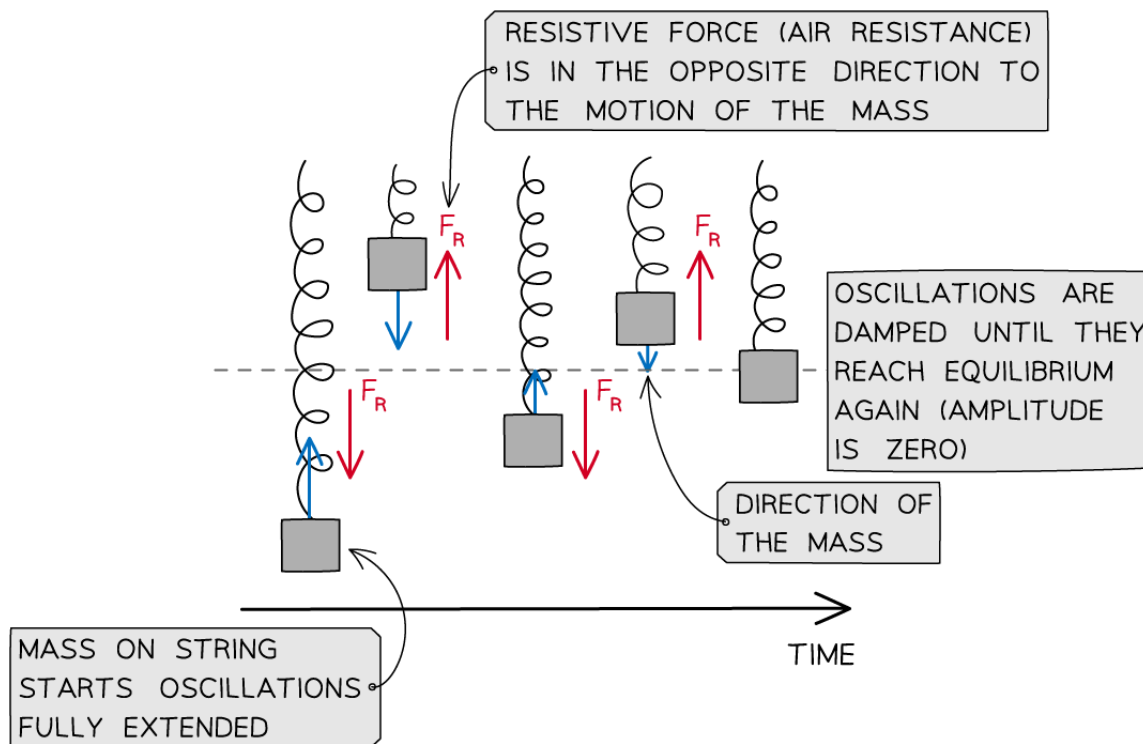 RESISTIVE FORCE (AIR RESISTANCE)
IS IN THE OPPOSITE DIRECTION TO
THE MOTION OF THE MASS
F_R
F_R
F_R
F_R
OSCILLATIONS ARE
DAMPED UNTIL THEY
REACH EQUILIBRIUM
AGAIN (AMPLITUDE
IS ZERO)
DIRECTION OF
THE MASS
TIME
MASS ON STRING
STARTS OSCILLATIONS
FULLY EXTENDED